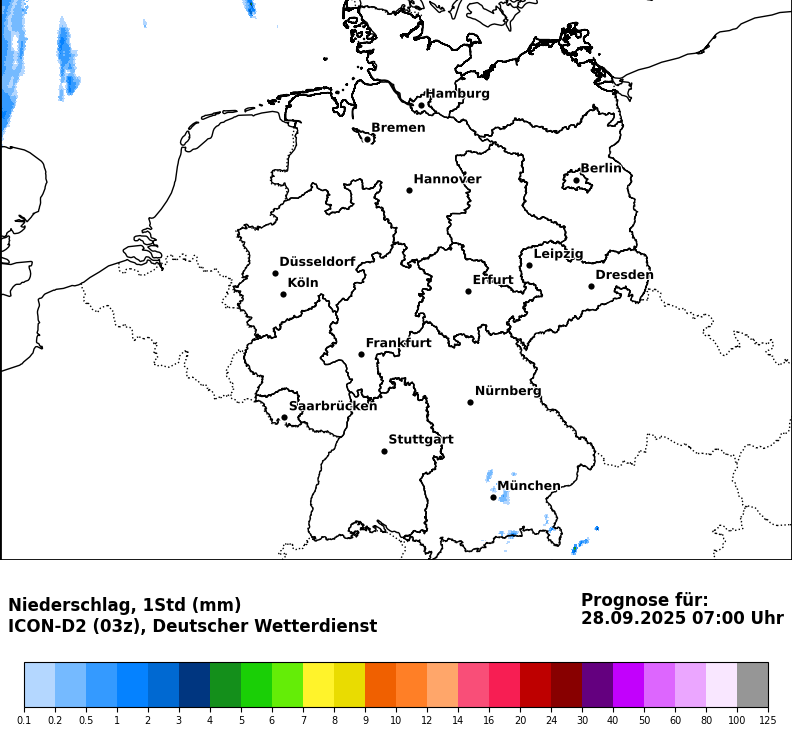 Hamburg
Bremen
Berlin
Hannover
Leipzig
Düsseldorf
Dresden
Köln
Erfurt
Frankfurt
Nürnberg
Saarbrücken
Stuttgart
München
Niederschlag, 1Std (mm)
ICON-D2 (03z), Deutscher Wetterdienst
Prognose für:
28.09.2025 07:00 Uhr
0.1 0.2 0.5 1 2 3 4 5 6 7 8 9 10 12 14 16 20 24 30 40 50 60 80 100 125